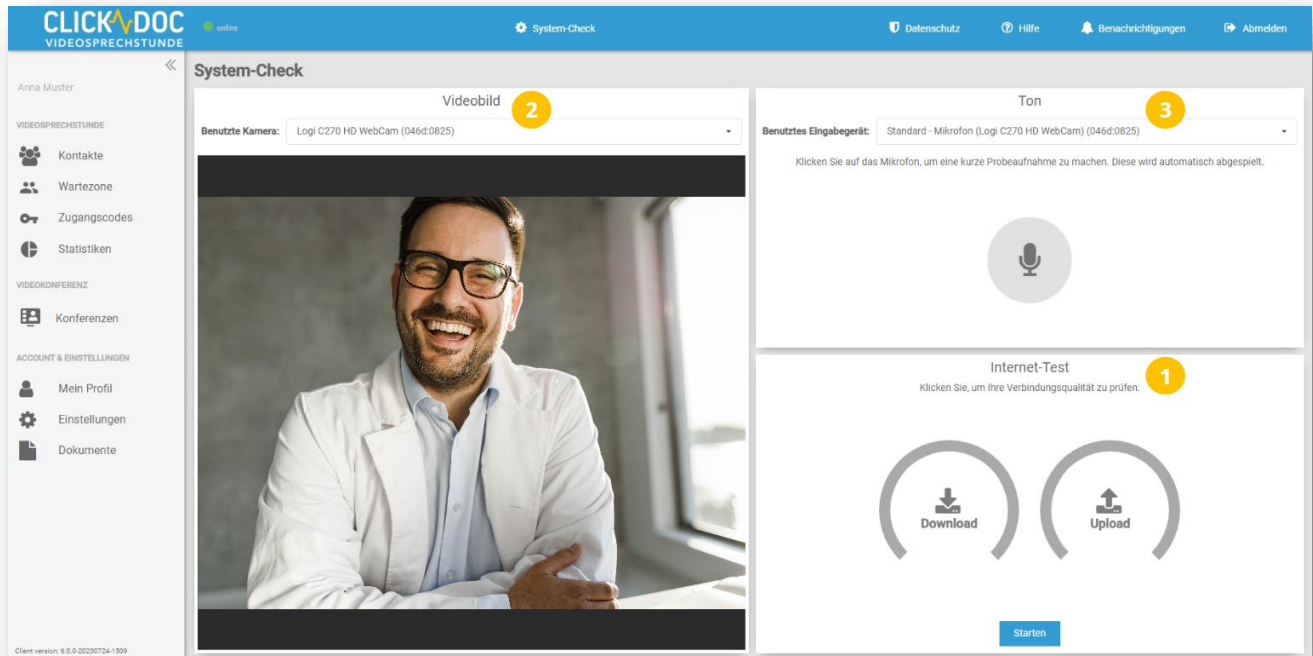 CLICKDOC
VIDEOSPRECHSTUNDE
online
System-Check
Datenschutz
Hilfe
Benachrichtigungen
Abmelden
Anna Muster
VIDEOSPRECHSTUNDE
Kontakte
Wartezone
Zugangscodes
Statistiken
VIDEOKONFERENZ
Konferenzen
ACCOUNT & EINSTELLUNGEN
Mein Profil
Einstellungen
Dokumente
Client version: 6.0.0-20230724-1509
System-Check
Videobild
2
Benutzte Kamera: Logi C270 HD WebCam (046d:0825)
Ton
3
Benutztes Eingabegerät: Standard - Mikrofon (Logi C270 HD WebCam) (046d:0825)
Klicken Sie auf das Mikrofon, um eine kurze Probeaufnahme zu machen. Diese wird automatisch abgespielt.
Internet-Test
1
Klicken Sie, um Ihre Verbindungsqualität zu prüfen:
Download
Upload
Starten